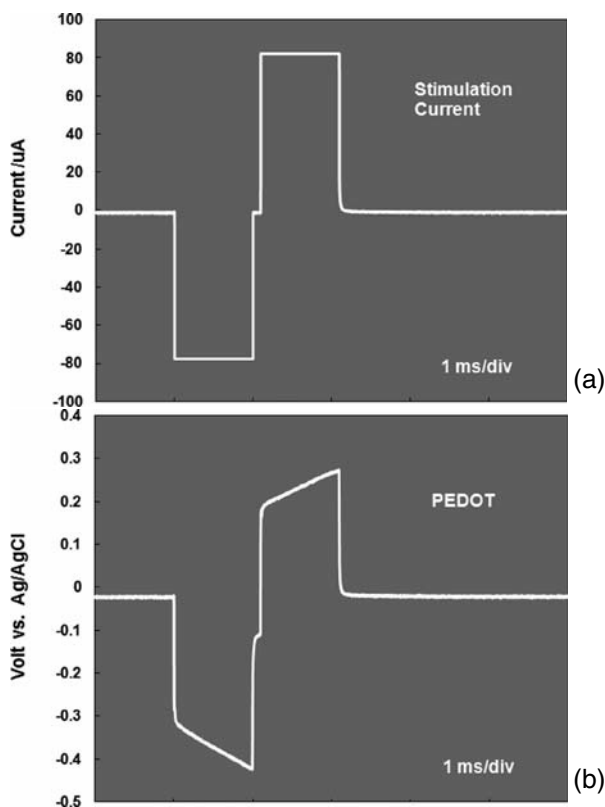 100
80
60
40
20
0
-20
-40
-60
-80
-100
Current /uA
Stimulation
Current
1 ms/div
(a)
0.4
0.3
0.2
0.1
0
-0.1
-0.2
-0.3
-0.4
-0.5
Volt vs. Ag/AgCl
PEDOT
1 ms/div
(b)